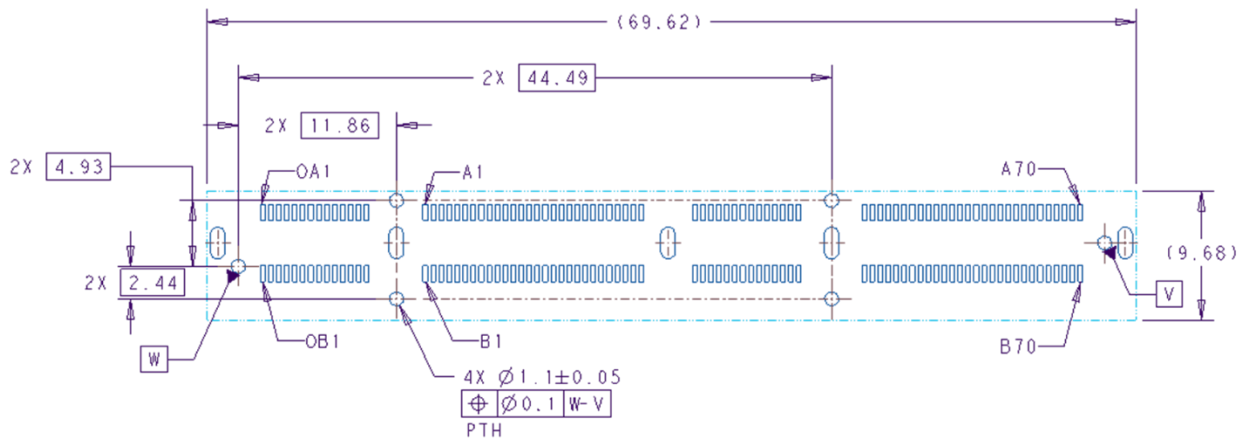 (69.62)
2X 44.49
2X 11.86
2X 4.93
OA1
A1
A70
(9.68)
2X 2.44
V
W
OB1
B1
B70
4X Ø1.1±0.05
⌖ Ø0.1 W-V
PTH